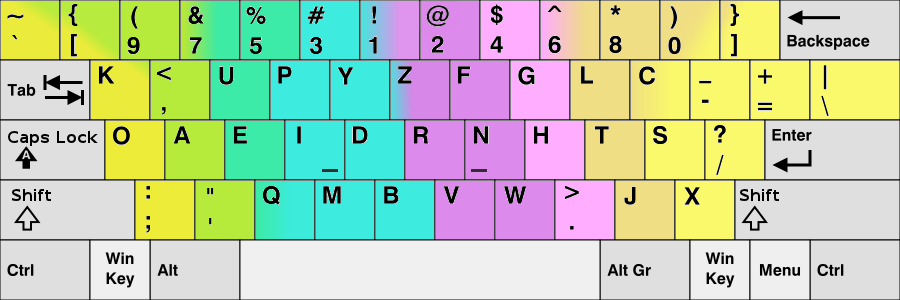 ~ { ( & % # ! @ $ ^ * ) }
` [ 9 7 5 3 1 2 4 6 8 0 ] Backspace
Tab K < U P Y Z F G L C _ + |
, - = \
Caps Lock O A E I D R N H T S ? Enter
A _ _ /
Shift : " Q M B V W > J X Shift
; ' .
Ctrl Win Key Alt Alt Gr Win Key Menu Ctrl